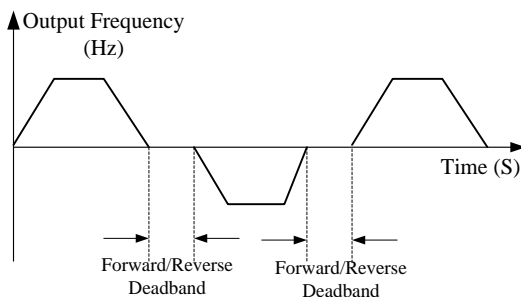 Output Frequency
(Hz)
Time (S)
Forward/Reverse
Deadband
Forward/Reverse
Deadband